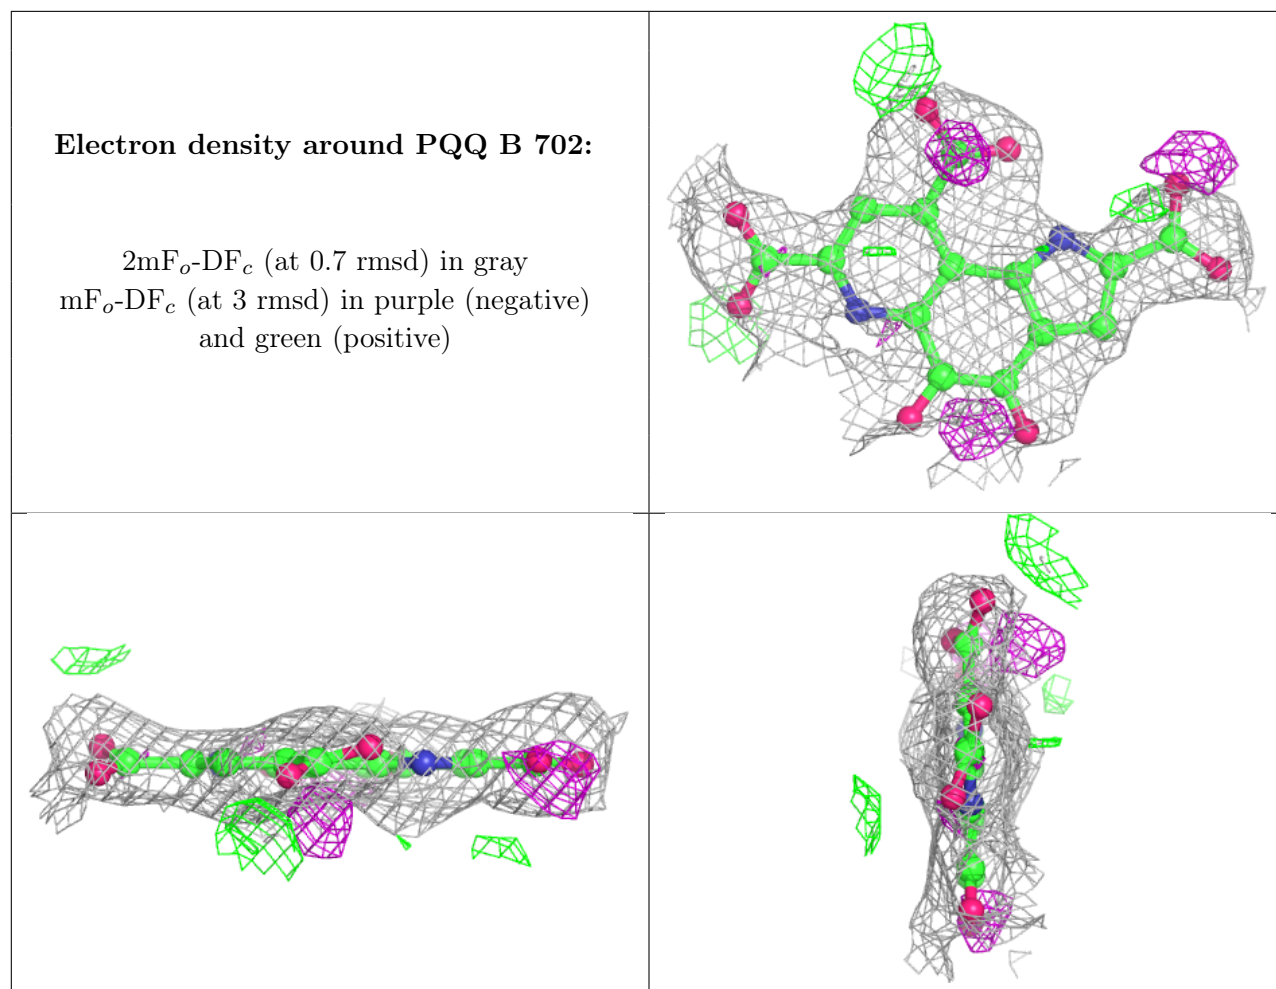 Electron density around PQQ B 702:
2mFo-DFc (at 0.7 rmsd) in gray
mFo-DFc (at 3 rmsd) in purple (negative)
and green (positive)